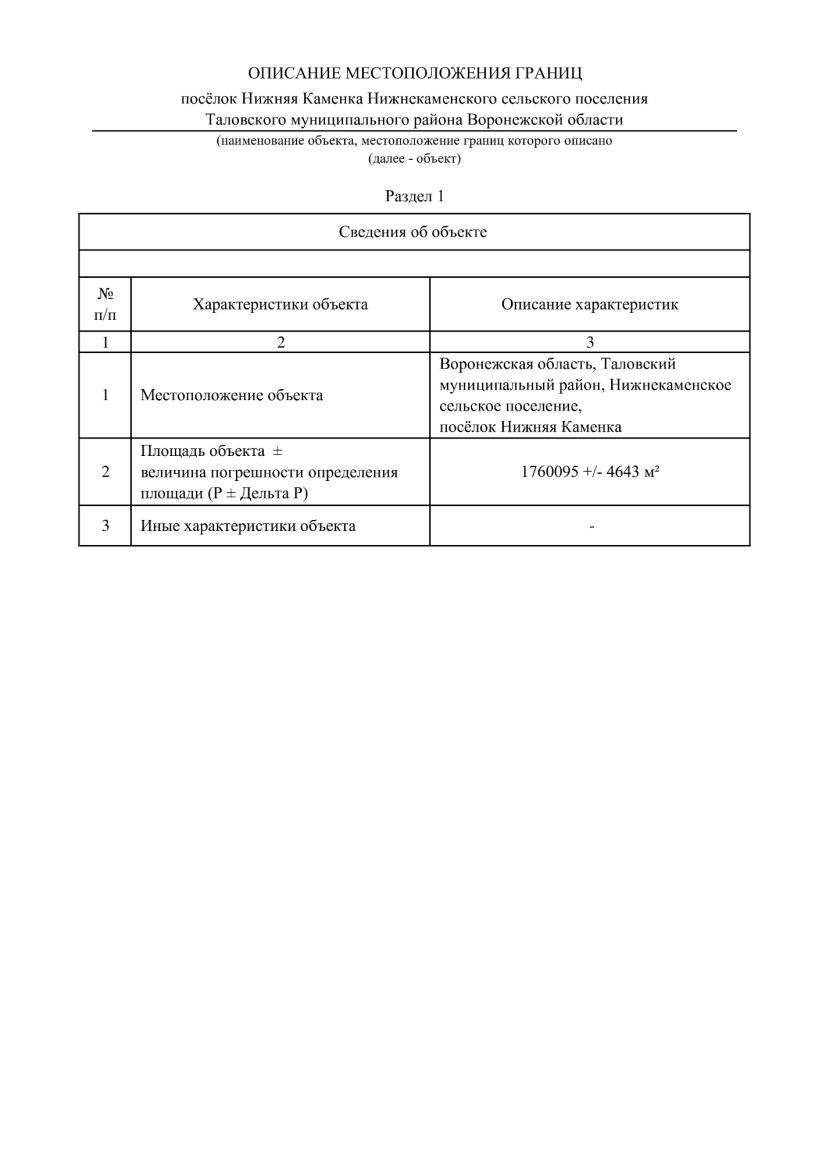 ОПИСАНИЕ МЕСТОПОЛОЖЕНИЯ ГРАНИЦ
посёлок Нижняя Каменка Нижнекаменского сельского поселения
Таловского муниципального района Воронежской области
(наименование объекта, местоположение границ которого описано
(далее - объект)
Раздел 1
Сведения об объекте
№
п/п
Характеристики объекта
Описание характеристик
1
2
3
1
Местоположение объекта
Воронежская область, Таловский
муниципальный район, Нижнекаменское
сельское поселение,
посёлок Нижняя Каменка
2
Площадь объекта ±
величина погрешности определения
площади (P ± Дельта P)
1760095 +/- 4643 м²
3
Иные характеристики объекта
-